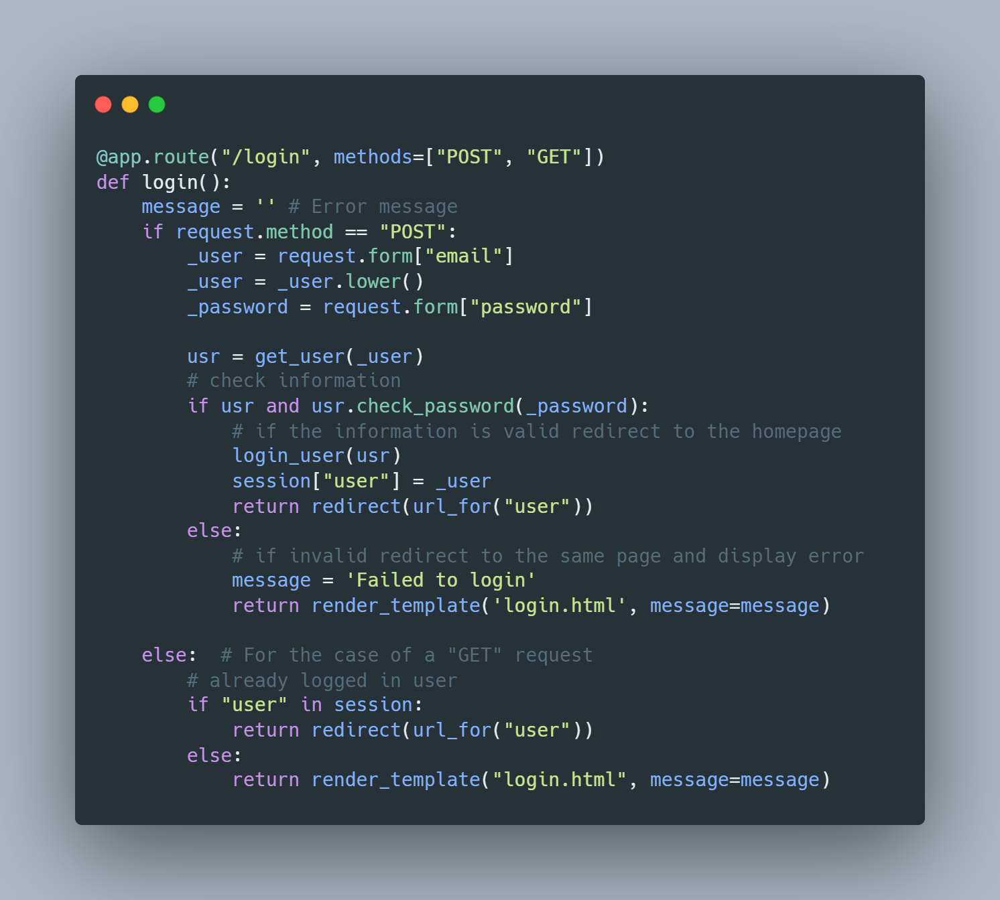 @app.route("/login", methods=["POST", "GET"])
def login():
    message = '' # Error message
    if request.method == "POST":
        _user = request.form["email"]
        _user = _user.lower()
        _password = request.form["password"]

        usr = get_user(_user)
        # check information
        if usr and usr.check_password(_password):
            # if the information is valid redirect to the homepage
            login_user(usr)
            session["user"] = _user
            return redirect(url_for("user"))
        else:
            # if invalid redirect to the same page and display error
            message = 'Failed to login'
            return render_template('login.html', message=message)

    else:  # For the case of a "GET" request
        # already logged in user
        if "user" in session:
            return redirect(url_for("user"))
        else:
            return render_template("login.html", message=message)